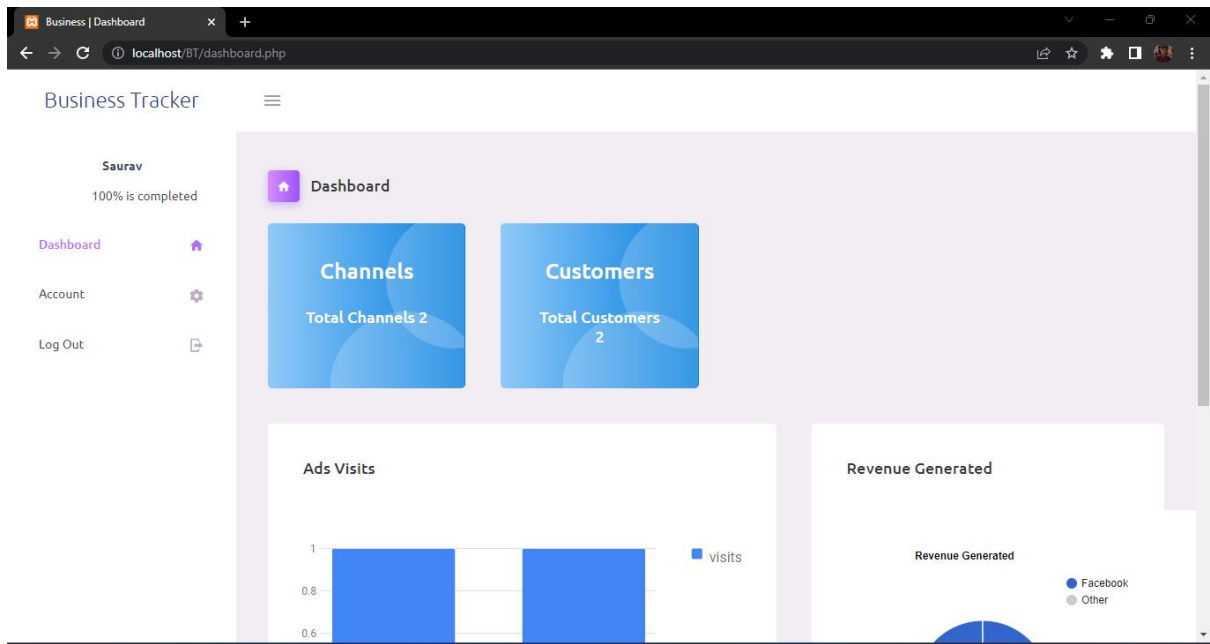 Business | Dashboard
localhost/BT/dashboard.php
Business Tracker
Saurav
100% is completed
Dashboard
Account
Log Out
Dashboard
Channels
Total Channels 2
Customers
Total Customers
2
Ads Visits
1
0.8
0.6
visits
Revenue Generated
Revenue Generated
Facebook
Other